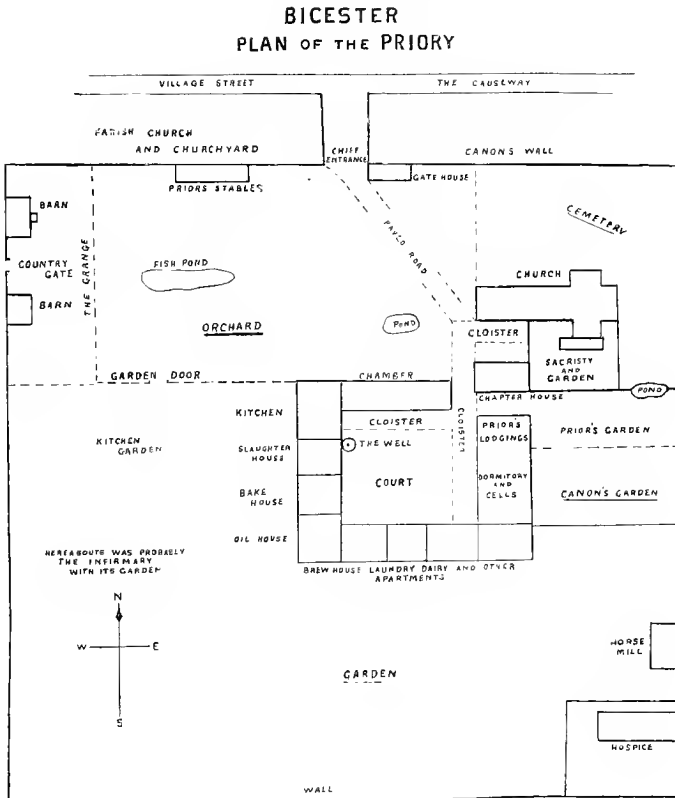 BICESTER
PLAN OF THE PRIORY
VILLAGE STREET
THE CAUSEWAY
PARISH CHURCH
AND CHURCHYARD
CHIEF
ENTRANCE
CANON'S WALL
PRIORS STABLES
GATE HOUSE
BARN
CEMETERY
PAVED ROAD
THE GRANGE
COUNTRY
GATE
FISH POND
CHURCH
BARN
ORCHARD
POND
CLOISTER
SACRISTY
AND
GARDEN
GARDEN DOOR
CHAMBER
CHAPTER HOUSE
POND
KITCHEN
CLOISTER
CLOISTER
PRIOR'S
LODGINGS
PRIOR'S GARDEN
KITCHEN
GARDEN
SLAUGHTER
HOUSE
THE WELL
COURT
DORMITORY
AND
CELLS
CANON'S GARDEN
BAKE
HOUSE
OIL HOUSE
HEREABOUTS WAS PROBABLY
THE INFIRMARY
WITH ITS GARDEN
BREWHOUSE LAUNDRY DAIRY AND OTHER
APARTMENTS
N
W
E
S
HORSE
MILL
GARDEN
HOSPICE
WALL